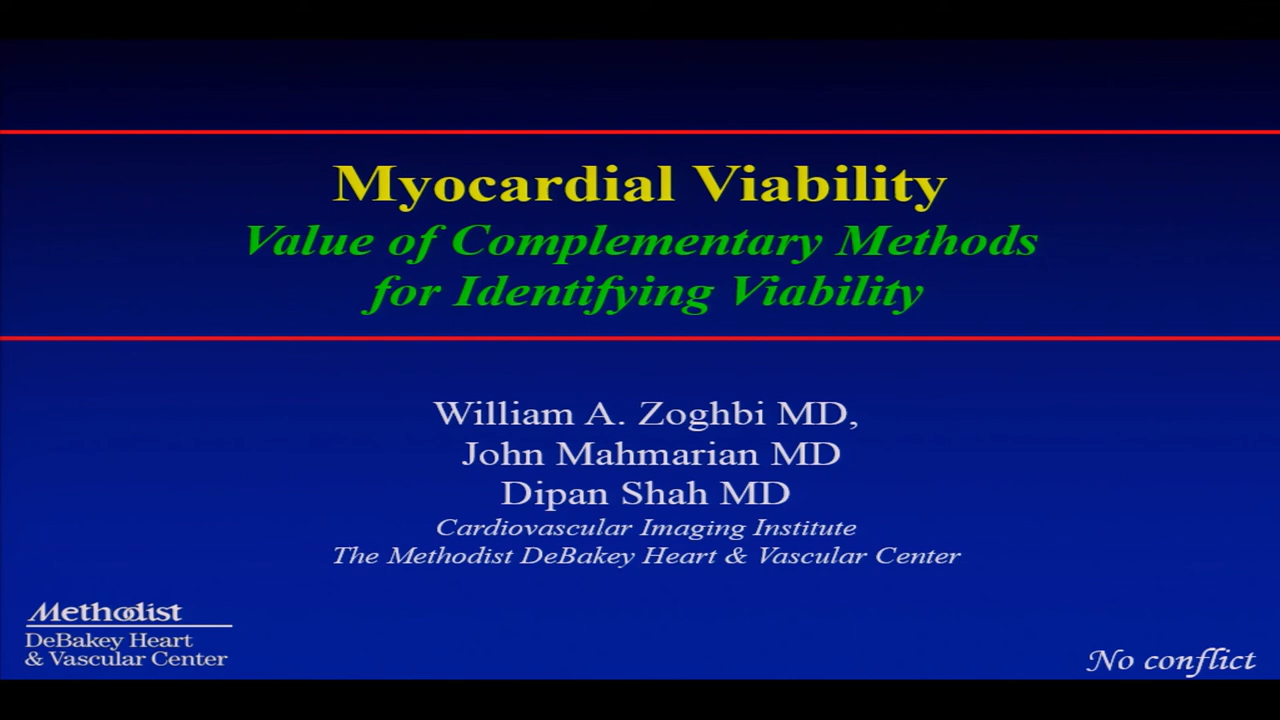 Myocardial Viability
Value of Complementary Methods
for Identifying Viability
William A. Zoghbi MD,
John Mahmarian MD
Dipan Shah MD
Cardiovascular Imaging Institute
The Methodist DeBakey Heart & Vascular Center
Methodist
DeBakey Heart
& Vascular Center
No conflict